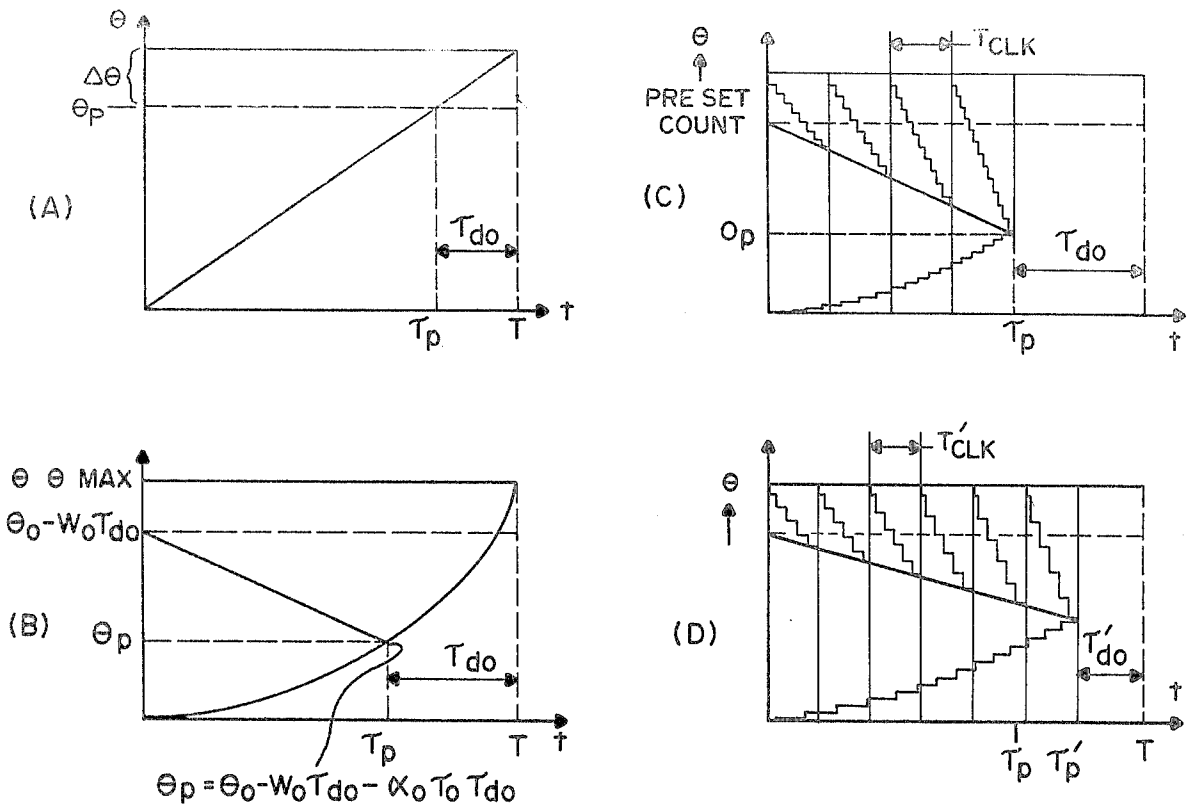 (A)
Θ
Δθ
Θp
τdo
τp
T
t
(B)
Θ Θ MAX
Θo-Woτdo
Θp
τdo
τp
T
t
Θp=Θo-Woτdo-αoτoτdo
(C)
Θ
TCLK
PRE SET
COUNT
Op
τdo
τp
t
(D)
Θ
T'CLK
τ'do
t
τp
τp'
T